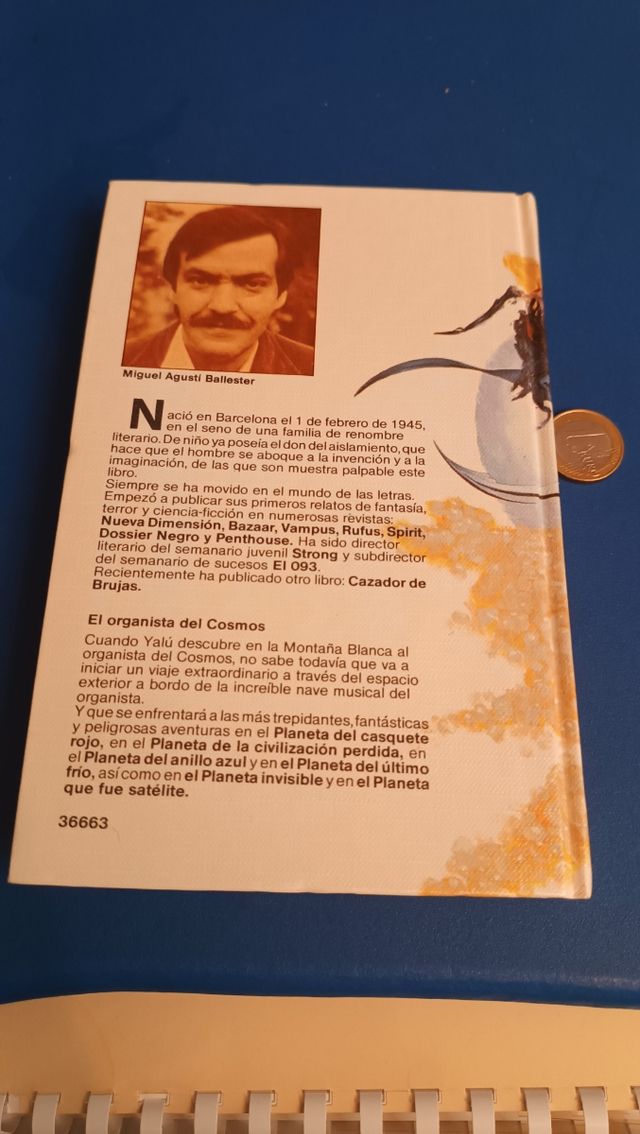 Miguel Agustí Ballester
Nació en Barcelona el 1 de febrero de 1945,
en el seno de una familia de renombre
literario. De niño ya poseía el don del aislamiento, que
hace que el hombre se aboque a la invención y a la
imaginación, de las que son muestra palpable este
libro.
Siempre se ha movido en el mundo de las letras.
Empezó a publicar sus primeros relatos de fantasía,
terror y ciencia-ficción en numerosas revistas:
Nueva Dimensión, Bazaar, Vampus, Rufus, Spirit,
Dossier Negro y Penthouse. Ha sido director
literario del semanario juvenil Strong y subdirector
del semanario de sucesos El 093.
Recientemente ha publicado otro libro: Cazador de
Brujas.
El organista del Cosmos
Cuando Yalú descubre en la Montaña Blanca al
organista del Cosmos, no sabe todavía que va a
iniciar un viaje extraordinario a través del espacio
exterior a bordo de la increíble nave musical del
organista.
Y que se enfrentará a las más trepidantes, fantásticas
y peligrosas aventuras en el Planeta del casquete
rojo, en el Planeta de la civilización perdida, en
el Planeta del anillo azul y en el Planeta del último
frío, así como en el Planeta invisible y en el Planeta
que fue satélite.
36663